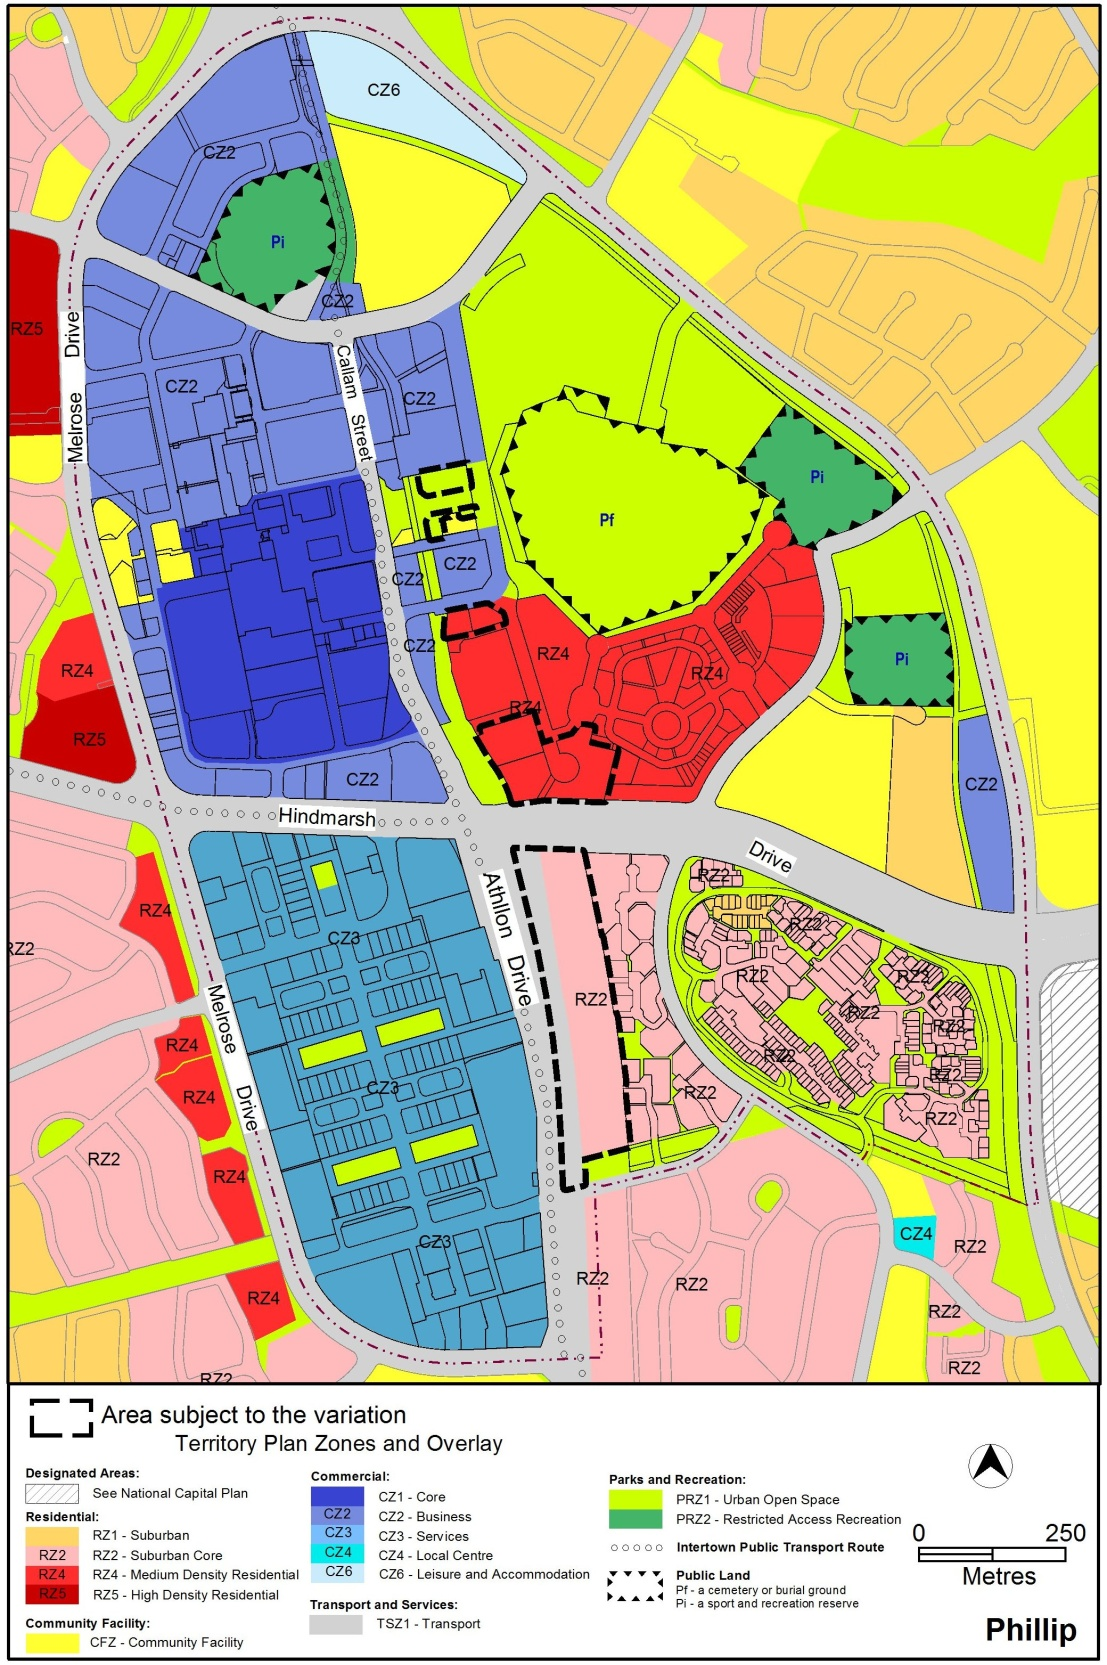 CZ6
CZ2
Pi
CZ2
RZ5
Melrose Drive
CZ2
Callam Street
CZ2
Pi
Pf
CZ2
CZ2
CZ2
RZ4
Pi
RZ4
RZ4
RZ4
RZ5
CZ2
CZ2
Hindmarsh
Drive
RZ2
RZ4
Athllon Drive
RZ2
CZ3
RZ2
RZ2
RZ2
RZ2
RZ2
Melrose Drive
RZ4
RZ2
RZ2
RZ2
CZ3
RZ4
RZ2
RZ2
RZ2
RZ4
CZ4
CZ3
RZ2
RZ2
RZ2
RZ4
RZ2
RZ2
RZ2
Area subject to the variation
Territory Plan Zones and Overlay
Designated Areas:
See National Capital Plan
Residential:
RZ1 - Suburban
RZ2 RZ2 - Suburban Core
RZ4 RZ4 - Medium Density Residential
RZ5 RZ5 - High Density Residential
Community Facility:
CFZ - Community Facility
Commercial:
CZ1 - Core
CZ2 CZ2 - Business
CZ3 CZ3 - Services
CZ4 CZ4 - Local Centre
CZ6 CZ6 - Leisure and Accommodation
Transport and Services:
TSZ1 - Transport
Parks and Recreation:
PRZ1 - Urban Open Space
PRZ2 - Restricted Access Recreation
Intertown Public Transport Route
Public Land
Pf - a cemetery or burial ground
Pi - a sport and recreation reserve
0 250
Metres
Phillip